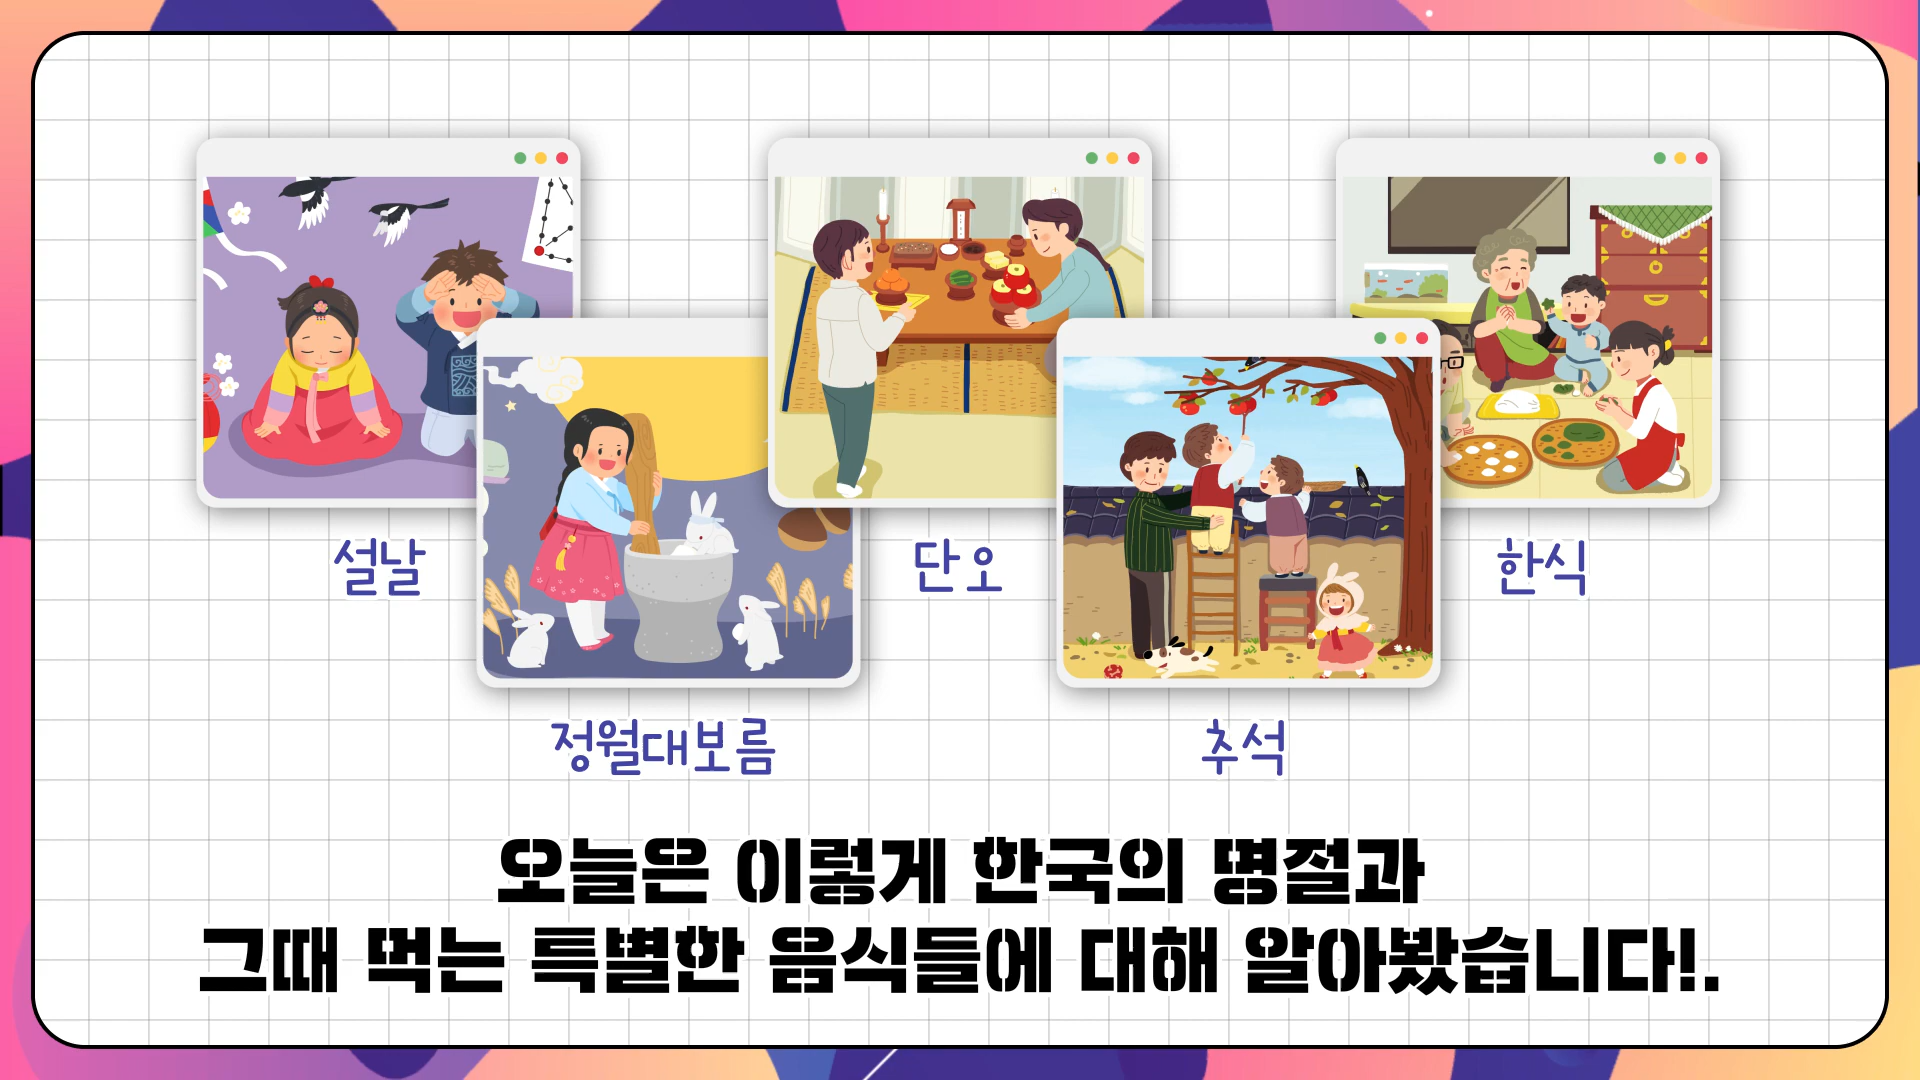 설날
단오
한식
정월대보름
추석
오늘은 이렇게 한국의 명절과
그때 먹는 특별한 음식들에 대해 알아봤습니다!.